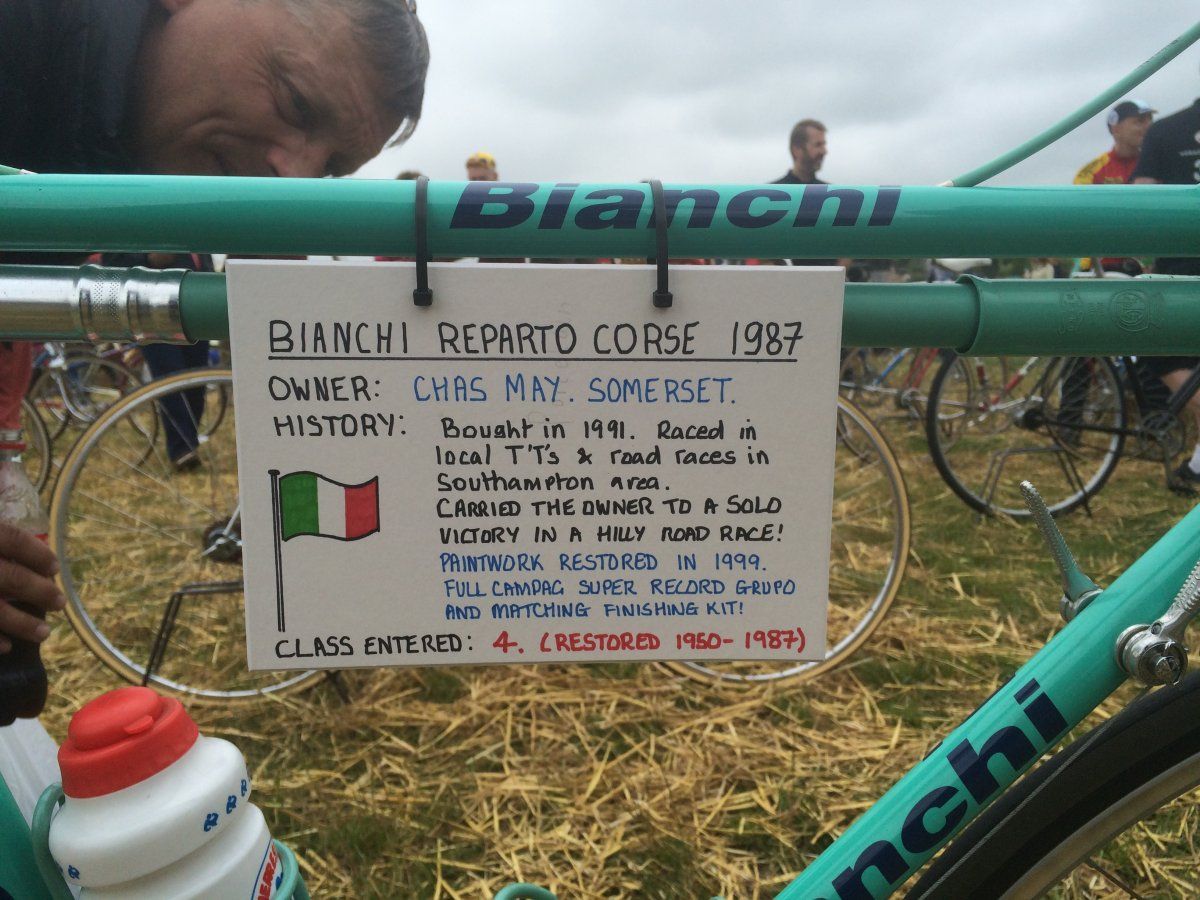 Bianchi
BIANCHI REPARTO CORSE 1987
OWNER: CHAS MAY. SOMERSET.
HISTORY: Bought in 1991. Raced in
local T'T's & road races in
Southampton area.
CARRIED THE OWNER TO A SOLO
VICTORY IN A HILLY ROAD RACE!
PAINTWORK RESTORED IN 1999.
FULL CAMPAG SUPER RECORD GRUPO
AND MATCHING FINISHING KIT!
CLASS ENTERED: 4. (RESTORED 1950-1987)
Bianchi